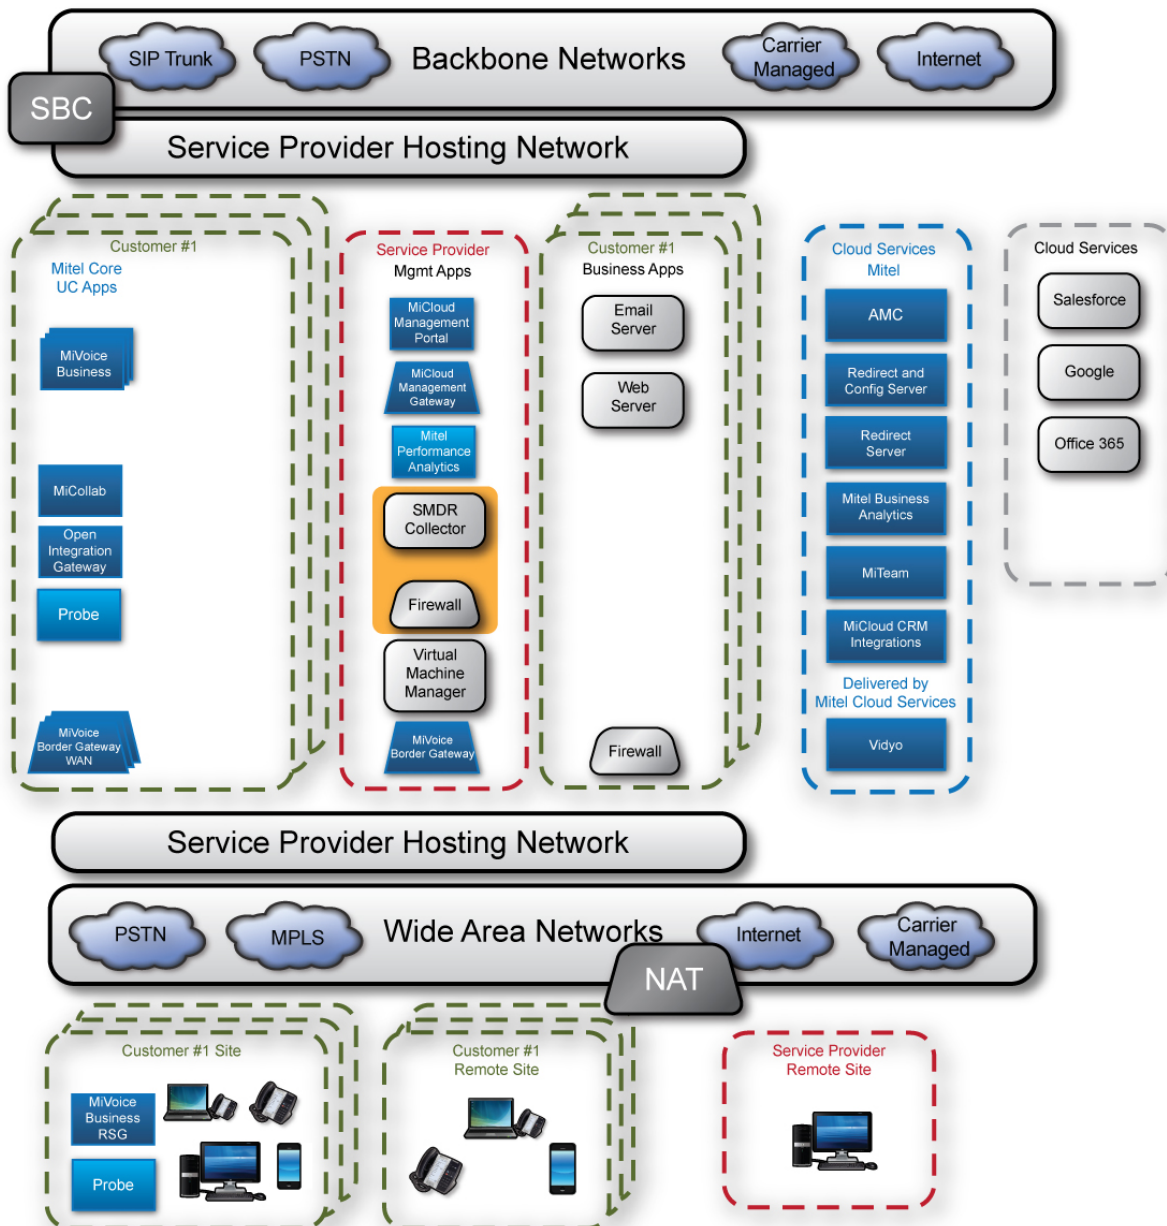 SIP Trunk
PSTN
Backbone Networks
Carrier
Managed
Internet
SBC
Service Provider Hosting Network
Customer #1
Mitel Core
UC Apps
MiVoice
Business
MiCollab
Open
Integration
Gateway
Probe
MiVoice
Border Gateway
WAN
Service Provider
Mgmt Apps
MiCloud
Management
Portal
MiCloud
Management
Gateway
Mitel
Performance
Analytics
SMDR
Collector
Firewall
Virtual
Machine
Manager
MiVoice
Border Gateway
Customer #1
Business Apps
Email
Server
Web
Server
Firewall
Cloud Services
Mitel
AMC
Redirect and
Config Server
Redirect
Server
Mitel Business
Analytics
MiTeam
MiCloud CRM
Integrations
Delivered by
Mitel Cloud Services
Vidyo
Cloud Services
Salesforce
Google
Office 365
Service Provider Hosting Network
PSTN
MPLS
Wide Area Networks
Internet
Carrier
Managed
NAT
Customer #1 Site
MiVoice
Business
RSG
Probe
Customer #1
Remote Site
Service Provider
Remote Site